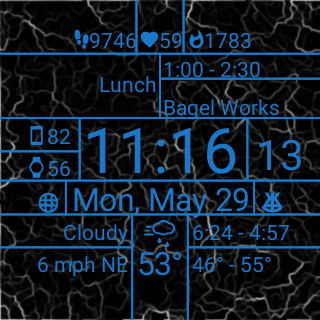 9746 59 1783
Lunch 1:00 - 2:30
Bagel Works
82 11:16 13
56
Mon, May 29
Cloudy 6:24 - 4:57
6 mph NE 53° 46° - 55°